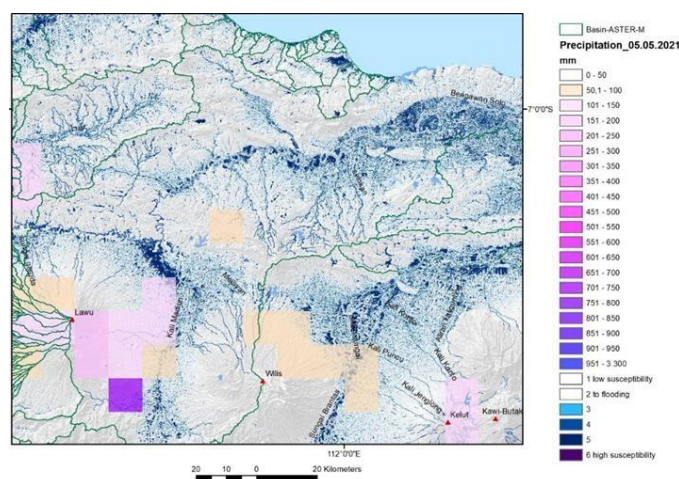 Bengawan Solo
7°0'0"S
Kali Madiun
Lawu
Kali Puncu
Wilis
Kali Konto
Kali Jenglong
Kelut
Kawi-Butak
Sungai Brantas
112°0'0"E
20 10 0 20 Kilometers
Basin-ASTER-M
Precipitation_05.05.2021
mm
0 - 50
50,1 - 100
101 - 150
151 - 200
201 - 250
251 - 300
301 - 350
351 - 400
401 - 450
451 - 500
501 - 550
551 - 600
601 - 650
651 - 700
701 - 750
751 - 800
801 - 850
851 - 900
901 - 950
951 - 3 300
1 low susceptibility
2 to flooding
3
4
5
6 high susceptibility